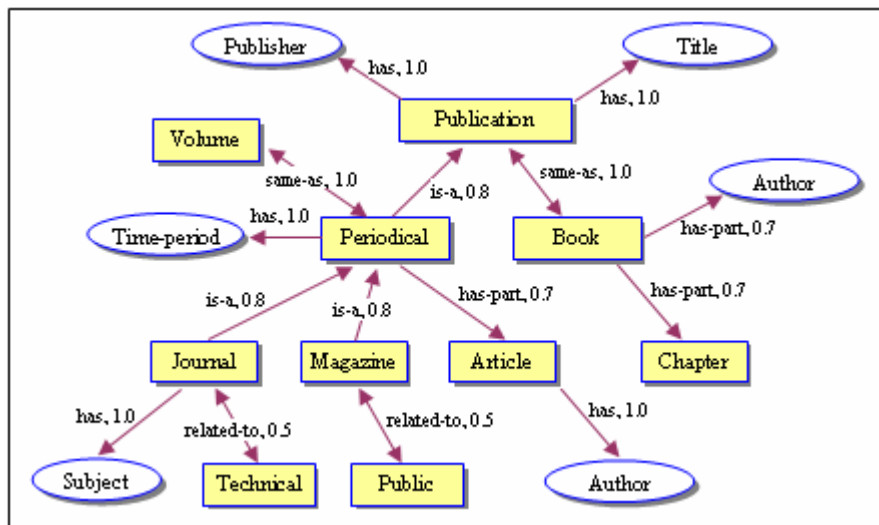 Publisher
Title
has, 1.0
has, 1.0
Publication
Volume
same-as, 1.0
is-a, 0.8
same-as, 1.0
Author
has, 1.0
Time-period
Periodical
Book
has-part, 0.7
is-a, 0.8
is-a, 0.8
has-part, 0.7
has-part, 0.7
Journal
Magazine
Article
Chapter
has, 1.0
related-to, 0.5
related-to, 0.5
has, 1.0
Subject
Technical
Public
Author